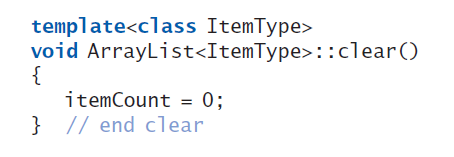 template<class ItemType>
void ArrayList<ItemType>::clear()
{
   itemCount = 0;
}  // end clear